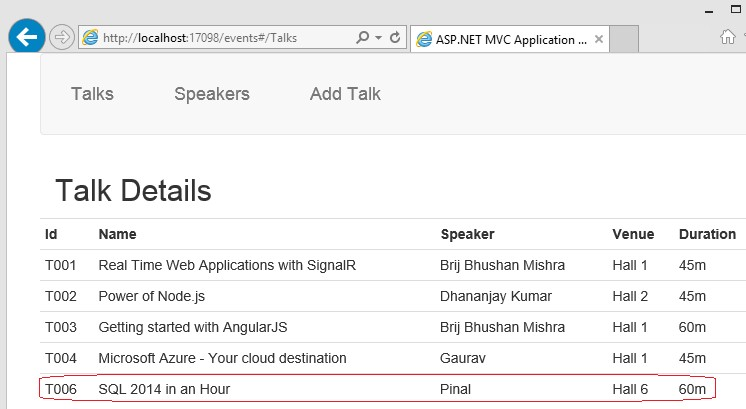 http://localhost:17098/events#/Talks
ASP.NET MVC Application ...
Talks Speakers Add Talk
Talk Details
Id Name Speaker Venue Duration
T001 Real Time Web Applications with SignalR Brij Bhushan Mishra Hall 1 45m
T002 Power of Node.js Dhananjay Kumar Hall 2 45m
T003 Getting started with AngularJS Brij Bhushan Mishra Hall 1 60m
T004 Microsoft Azure - Your cloud destination Gaurav Hall 1 45m
T006 SQL 2014 in an Hour Pinal Hall 6 60m